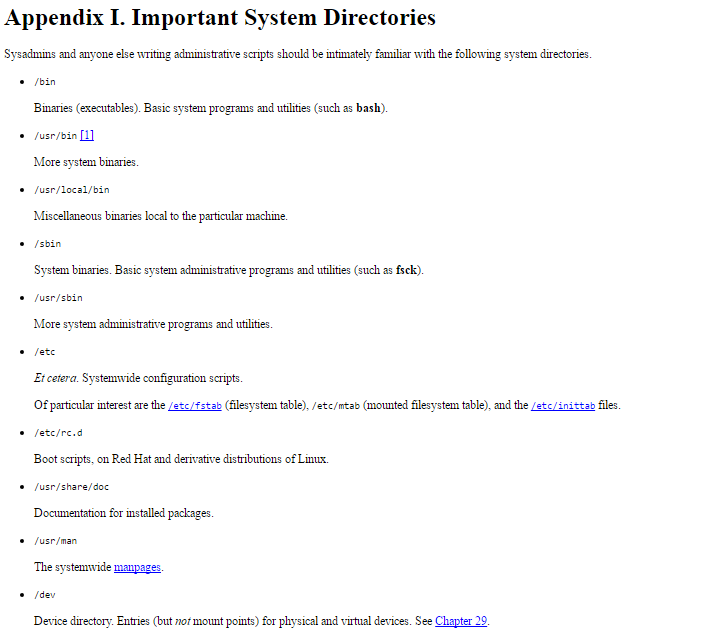 Appendix I. Important System Directories
Sysadmins and anyone else writing administrative scripts should be intimately familiar with the following system directories.
• /bin
Binaries (executables). Basic system programs and utilities (such as bash).
• /usr/bin [1]
More system binaries.
• /usr/local/bin
Miscellaneous binaries local to the particular machine.
• /sbin
System binaries. Basic system administrative programs and utilities (such as fsck).
• /usr/sbin
More system administrative programs and utilities.
• /etc
Et cetera. Systemwide configuration scripts.
Of particular interest are the /etc/fstab (filesystem table), /etc/mtab (mounted filesystem table), and the /etc/inittab files.
• /etc/rc.d
Boot scripts, on Red Hat and derivative distributions of Linux.
• /usr/share/doc
Documentation for installed packages.
• /usr/man
The systemwide manpages.
• /dev
Device directory. Entries (but not mount points) for physical and virtual devices. See Chapter 29.